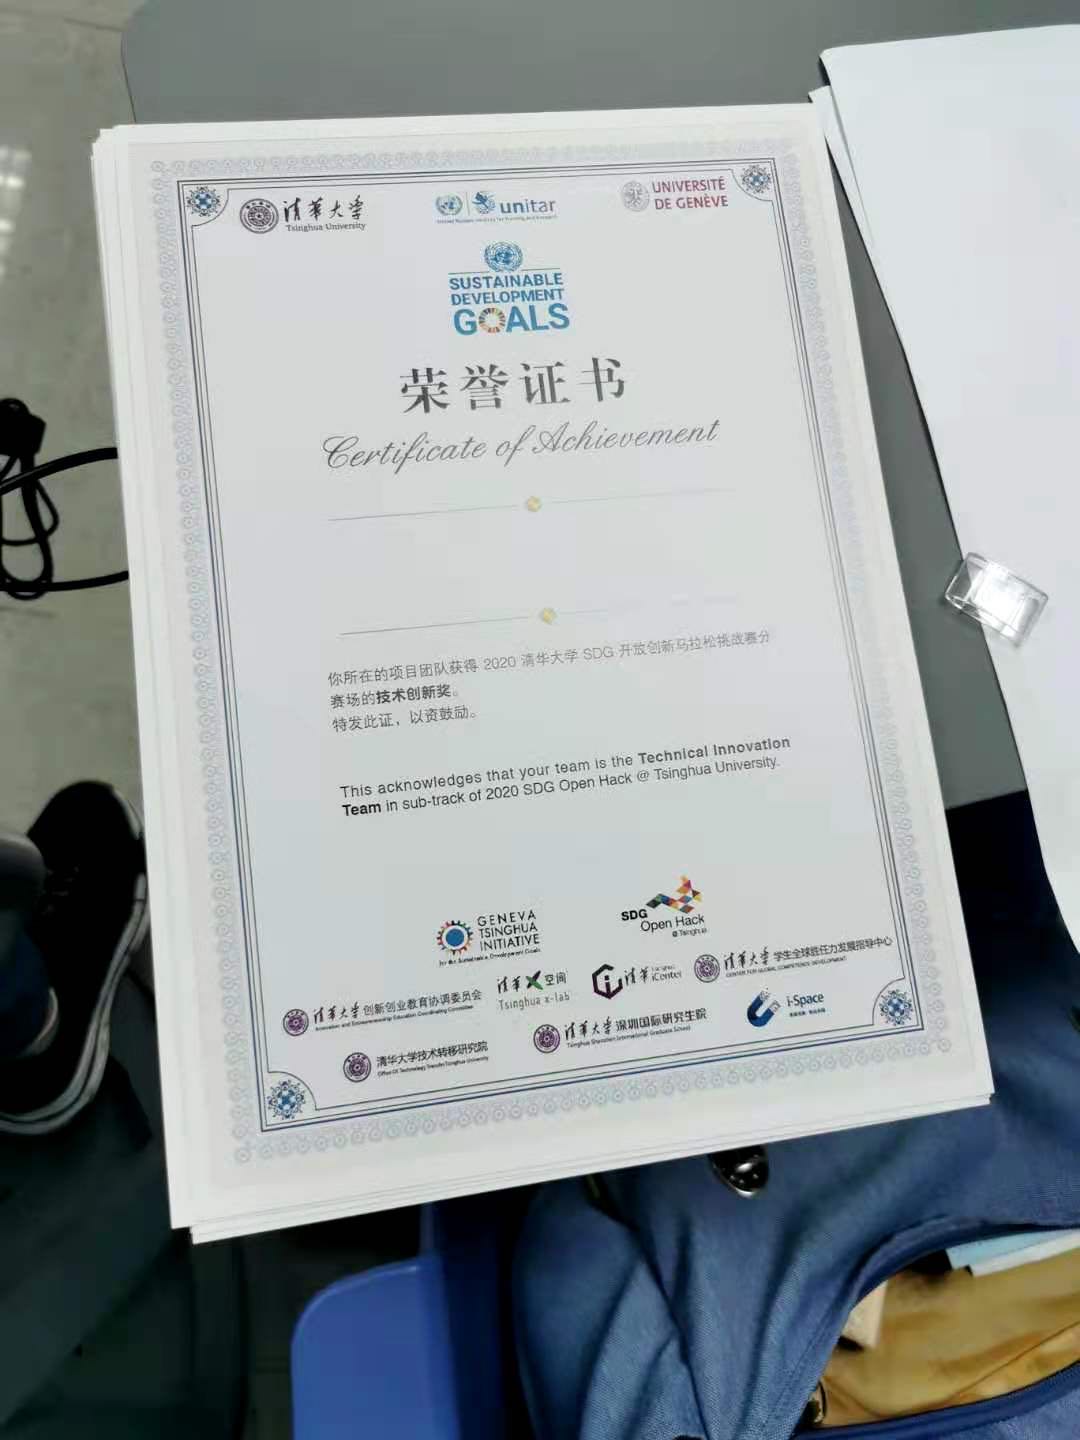 清华大学
Tsinghua University
unitar
United Nations Institute for Training and Research
UNIVERSITÉ
DE GENÈVE
SUSTAINABLE
DEVELOPMENT
GOALS
荣誉证书
Certificate of Achievement
你所在的项目团队获得 2020 清华大学 SDG 开放创新马拉松挑战赛分
赛场的技术创新奖。
特发此证，以资鼓励。
This acknowledges that your team is the Technical Innovation
Team in sub-track of 2020 SDG Open Hack @ Tsinghua University.
GENEVA
TSINGHUA
INITIATIVE
for the Sustainable Development Goals
SDG
Open Hack
@Tsinghua
清华大学创新创业教育协调委员会
Innovation and Entrepreneurship Education Coordinating Committee
清华 空间
Tsinghua x-lab
清华 Tsinghua
iCenter
清华大学学生全球胜任力发展指导中心
CENTER FOR GLOBAL COMPETENCE DEVELOPMENT
清华大学技术转移研究院
Office Of Technology Transfer Tsinghua University
清华大学深圳国际研究生院
Tsinghua Shenzhen International Graduate School
i-Space